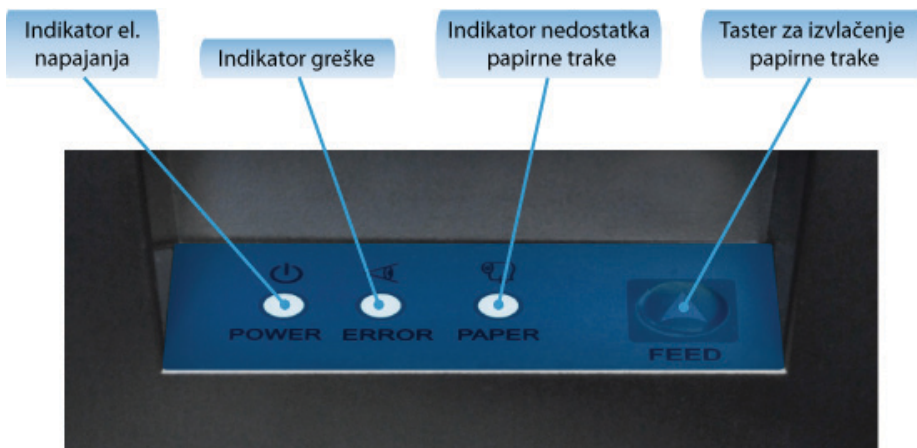 Indikator el.
napajanja
Indikator greške
Indikator nedostatka
papirne trake
Taster za izvlačenje
papirne trake
POWER
ERROR
PAPER
FEED